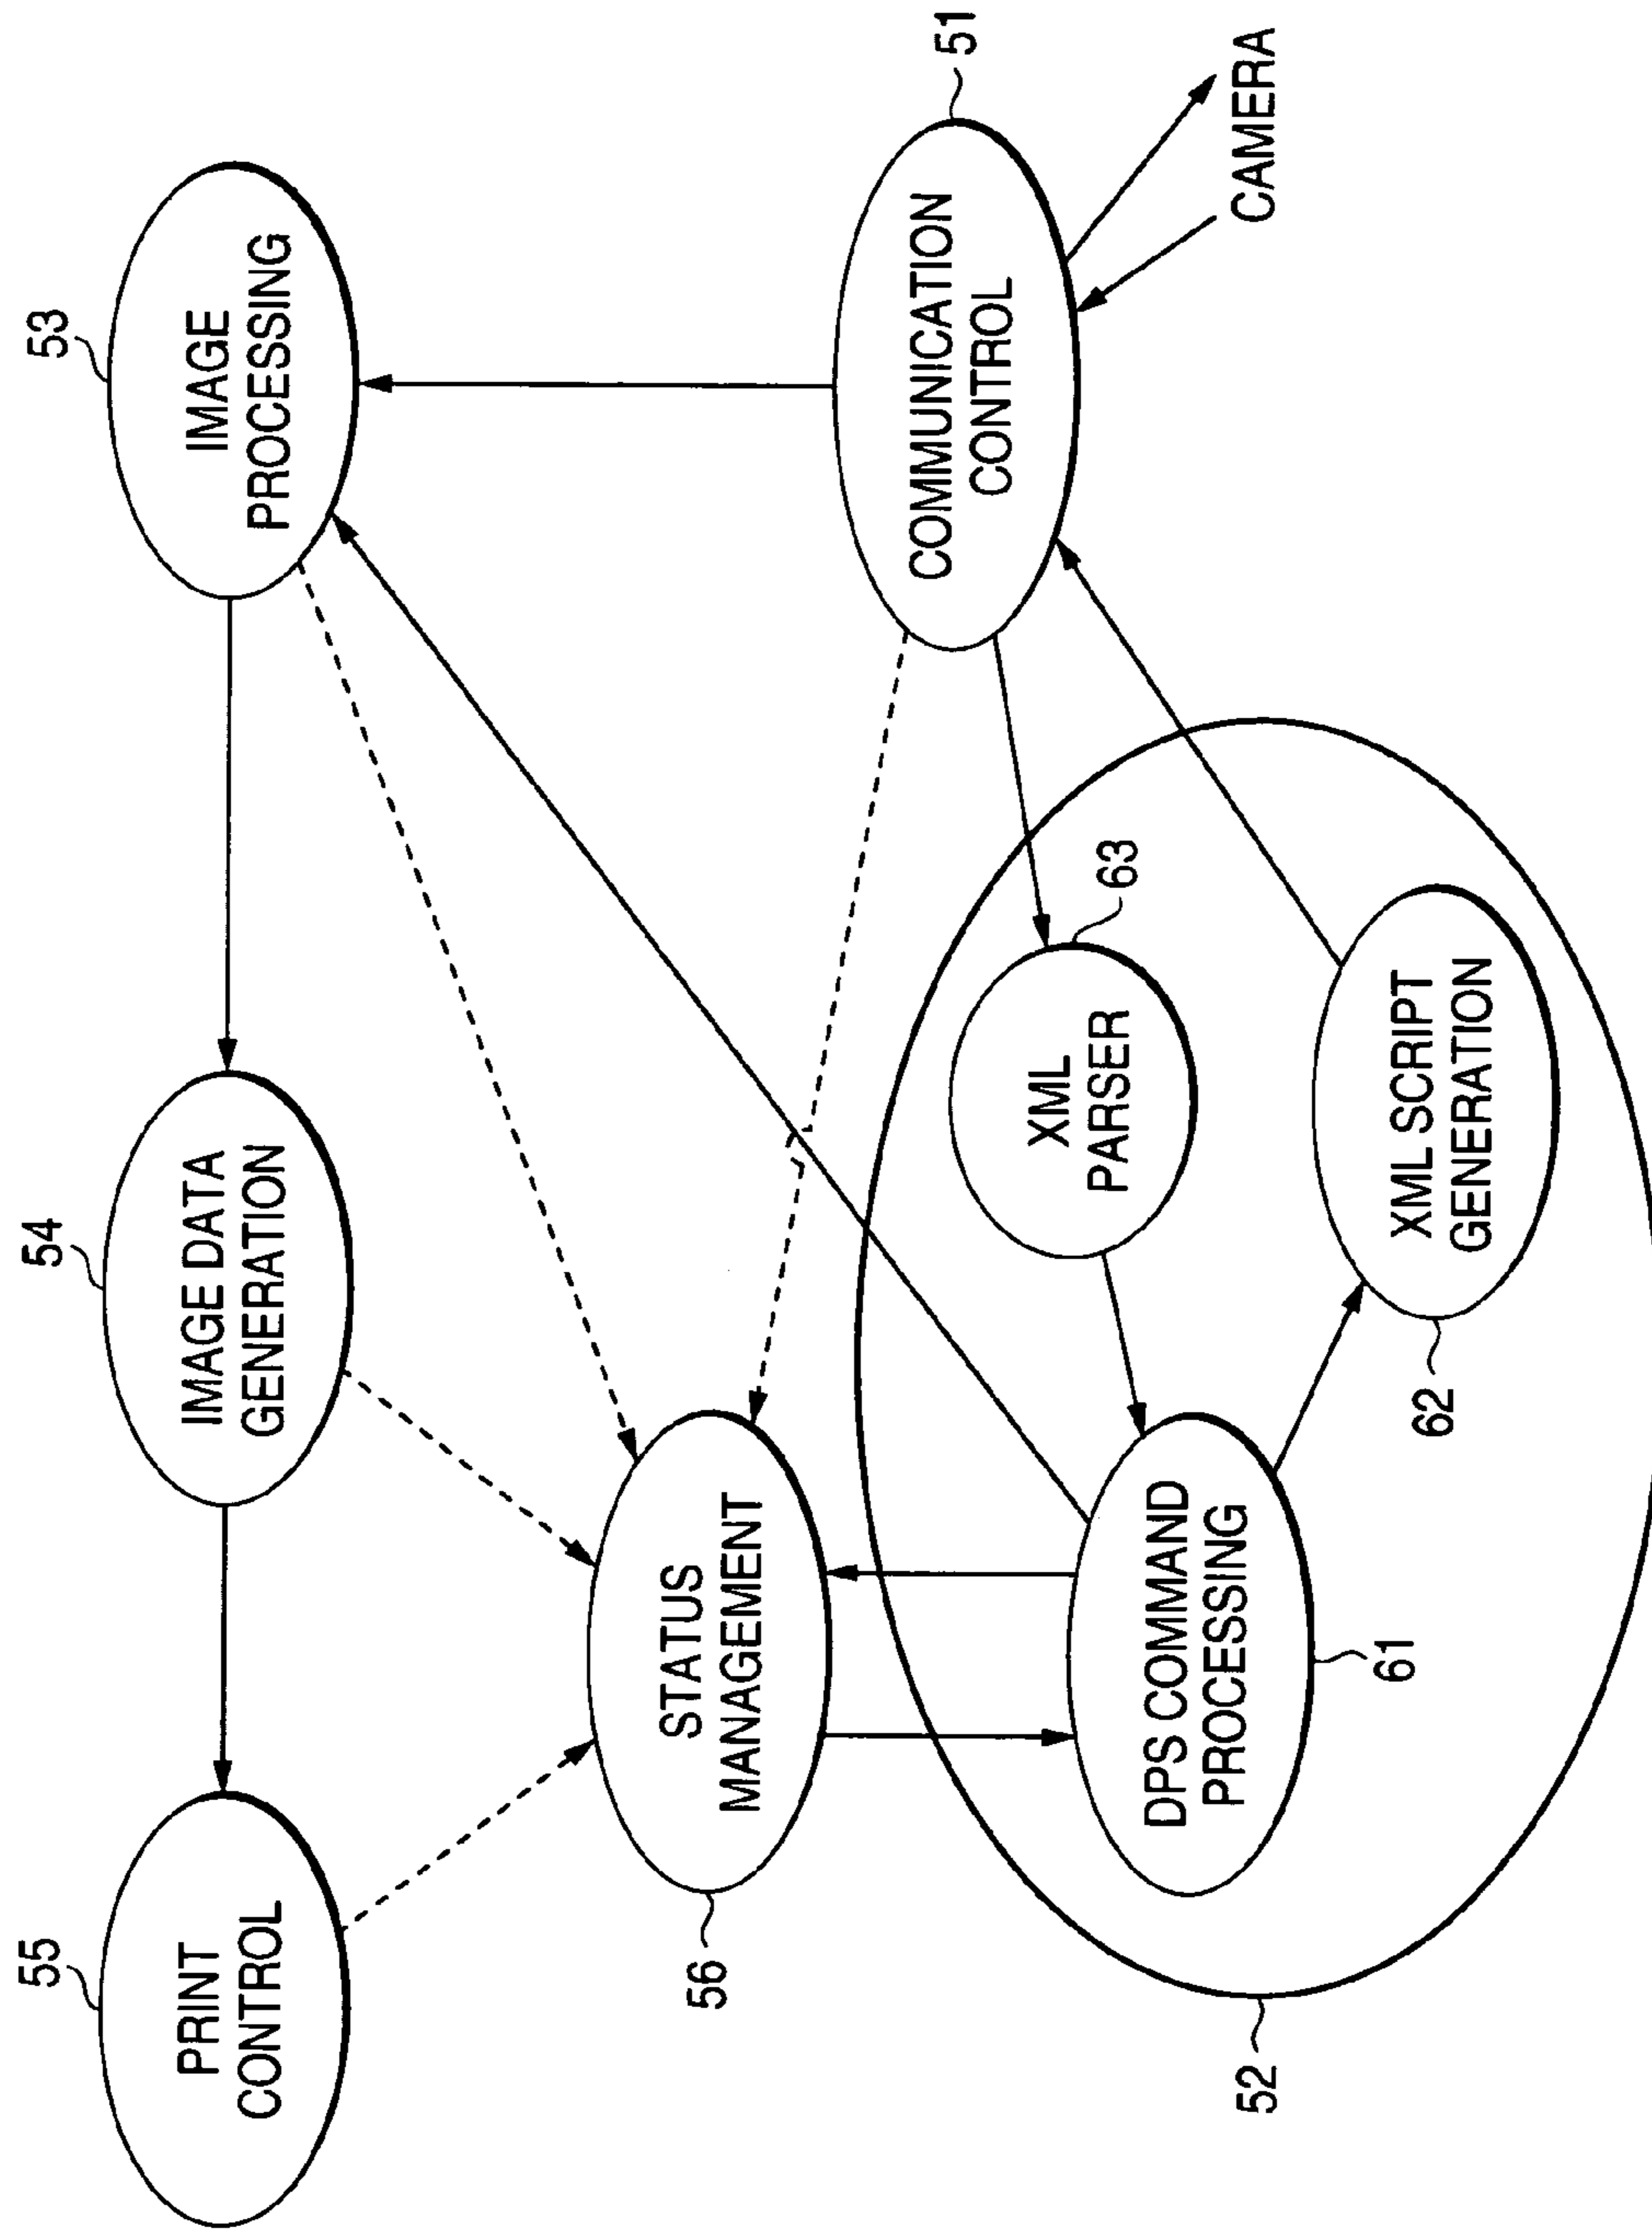 55
PRINT
CONTROL
54
IMAGE DATA
GENERATION
53
IMAGE
PROCESSING
56
STATUS
MANAGEMENT
COMMUNICATION
CONTROL
51
CAMERA
52
DPS COMMAND
PROCESSING
61
XML
PARSER
63
XML SCRIPT
GENERATION
62